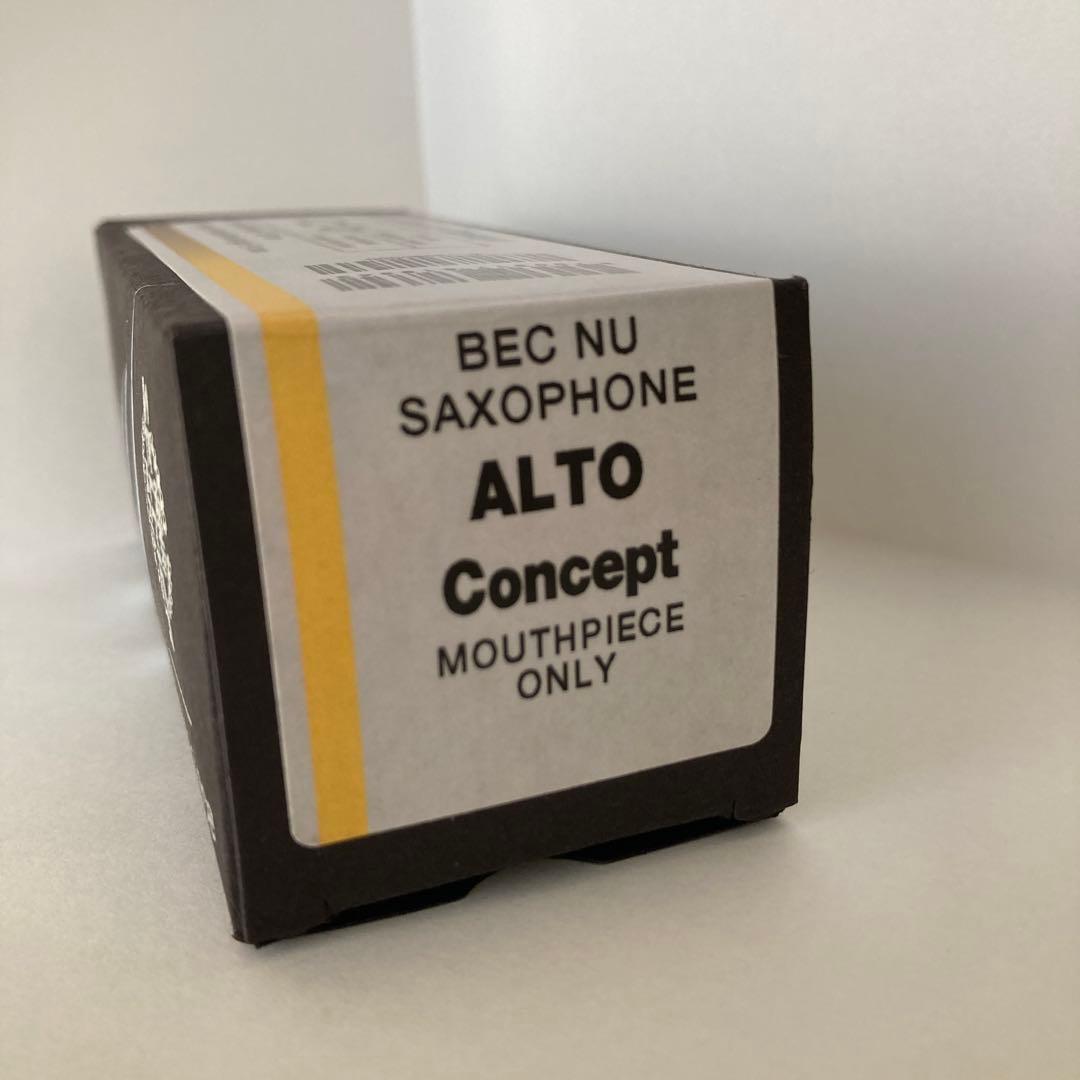 BEC NU
SAXOPHONE
ALTO
Concept
MOUTHPIECE
ONLY